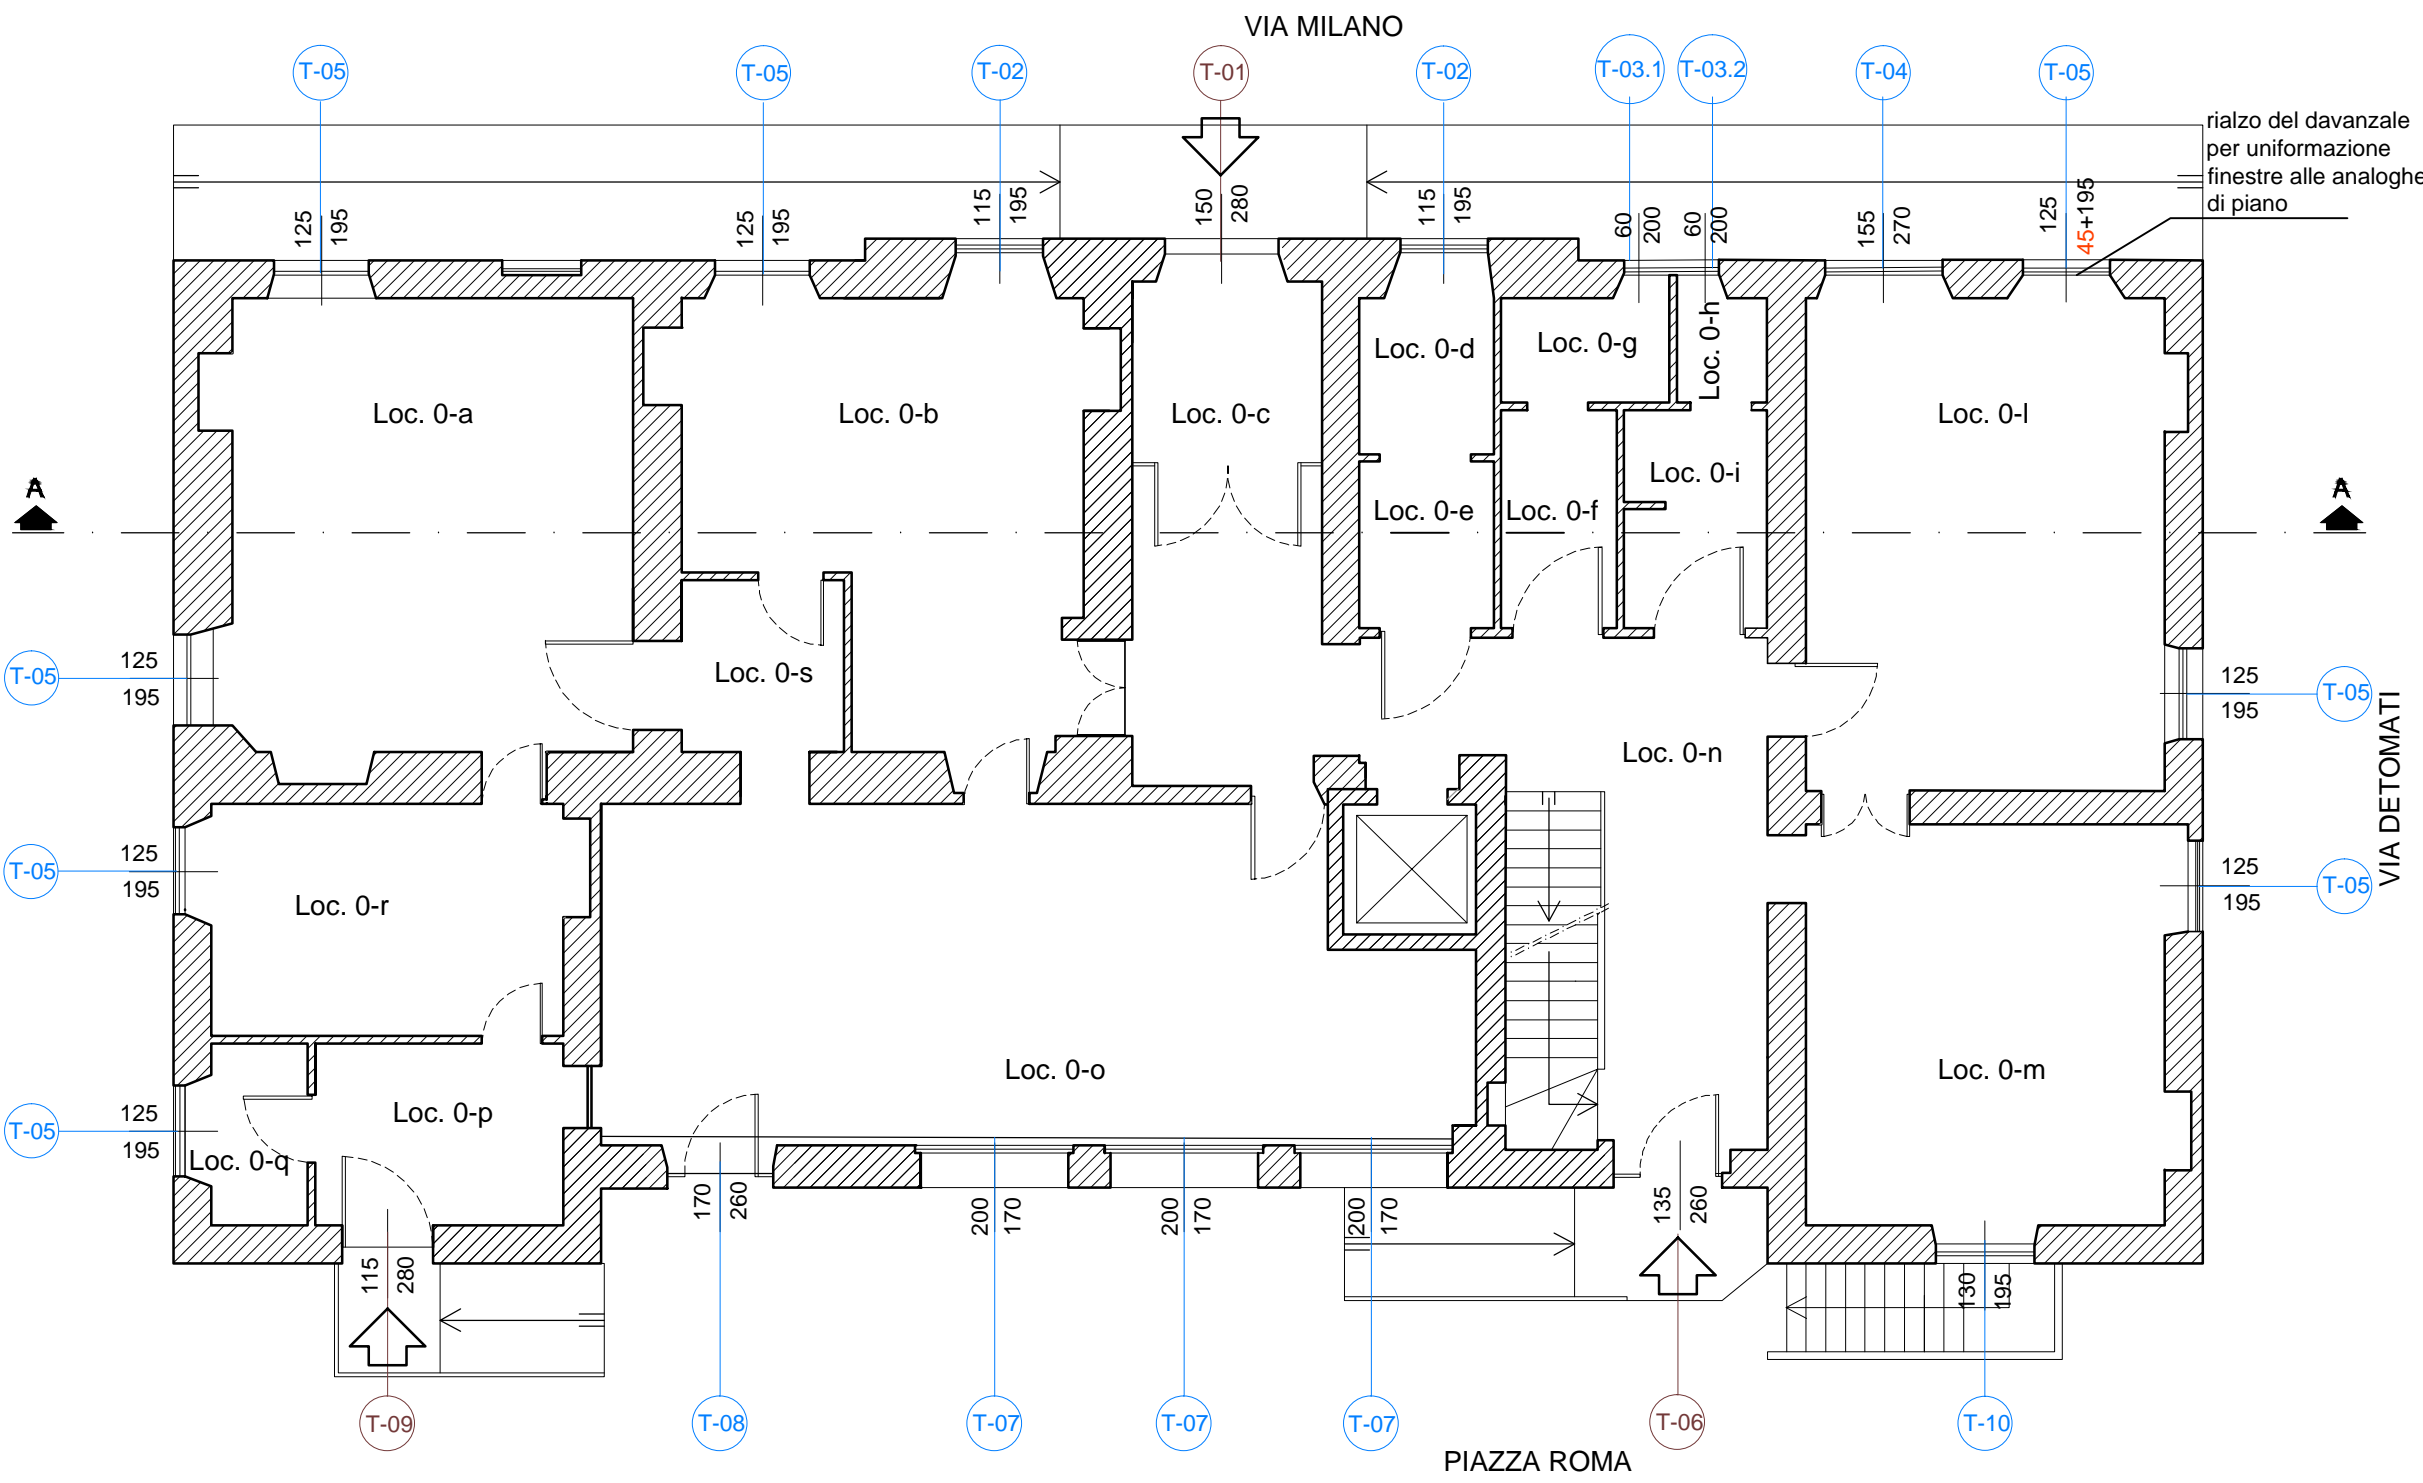 VIA MILANO
T-05
T-05
T-02
T-01
T-02
T-03.1
T-03.2
T-04
T-05
rialzo del davanzale
per uniformazione
finestre alle analoghe
di piano
125
195
125
195
115
195
150
280
115
195
60
200
60
200
155
270
125
45+195
Loc. 0-a
Loc. 0-b
Loc. 0-c
Loc. 0-d
Loc. 0-g
Loc. 0-h
Loc. 0-l
Loc. 0-i
Loc. 0-e
Loc. 0-f
A
A
T-05
125
195
Loc. 0-s
Loc. 0-n
125
195
T-05
VIA DETOMATI
T-05
125
195
Loc. 0-r
125
195
T-05
Loc. 0-o
Loc. 0-m
T-05
125
195
Loc. 0-q
Loc. 0-p
115
280
170
260
200
170
200
170
200
170
135
260
130
195
T-09
T-08
T-07
T-07
T-07
T-06
T-10
PIAZZA ROMA